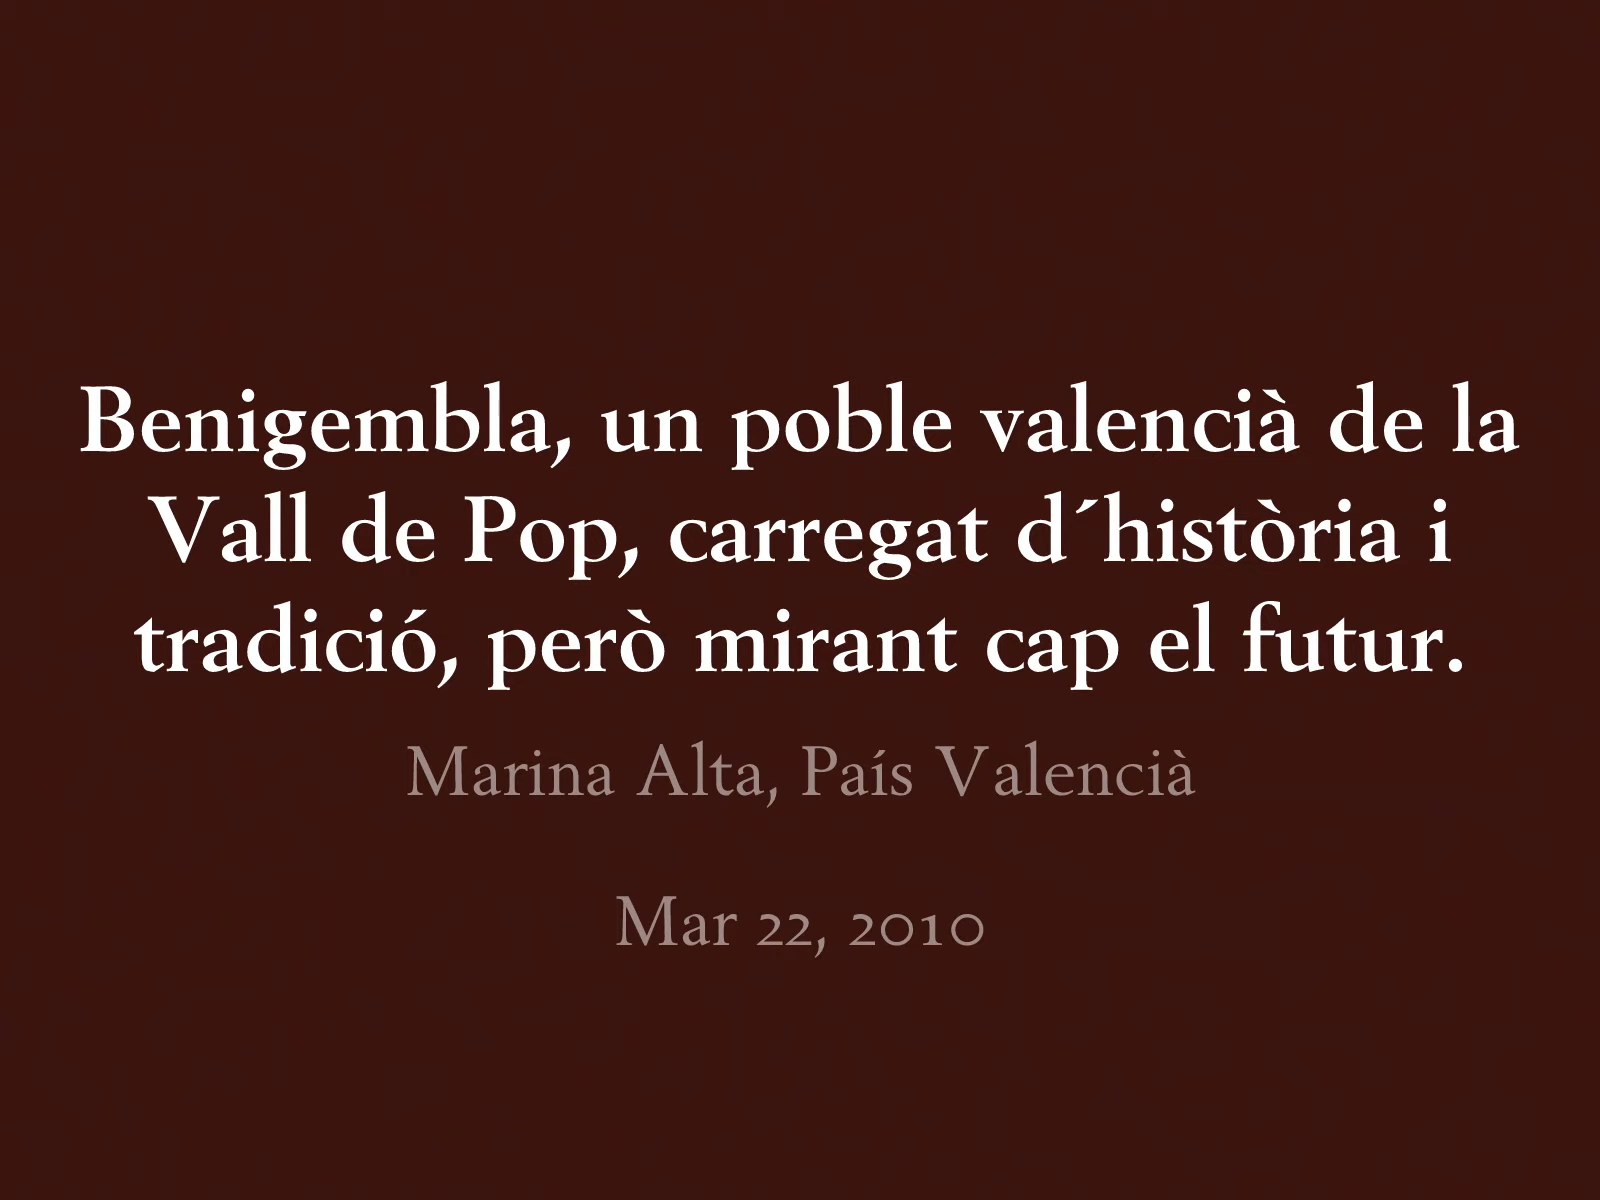 Benigembla, un poble valencià de la
Vall de Pop, carregat d´història i
tradició, però mirant cap el futur.
Marina Alta, País Valencià
Mar 22, 2010